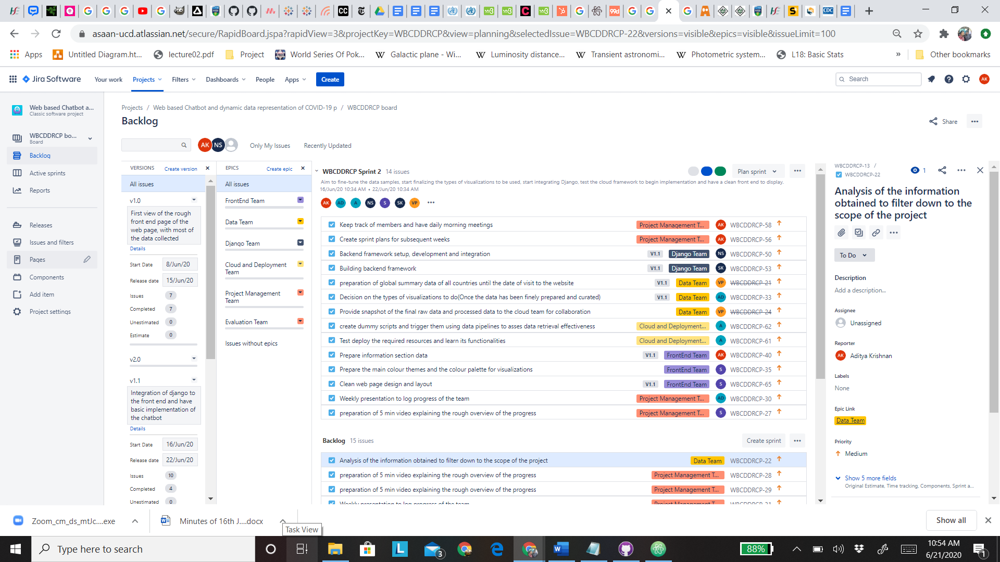 asaan-ucd.atlassian.net/secure/RapidBoard.jspa?rapidView=3&projectKey=WBCDDRCP&view=planning&selectedIssue=WBCDDRCP-22&versions=visible&epics=visible&issueLimit=100
Apps Untitled Diagram.ht... lecture02.pdf Project World Series Of Pok... Galactic plane - Wi... Luminosity distance... Transient astronomi... Photometric system... L18: Basic Stats » Other bookmarks
Jira Software Your work Projects Filters Dashboards People Apps Create Search AK
Web based Chatbot a...
Classic software project
WBCDDRCP bo...
Board
Backlog
Active sprints
Reports
Releases
Issues and filters
Pages
Components
Add item
Project settings
Projects / Web based Chatbot and dynamic data representation of COVID-19 p / WBCDDRCP board
Backlog
Share
AK NS Only My Issues Recently Updated
VERSIONS Create version
All issues
v1.0
First view of the rough
front end page of the
web page, with most of
the data collected
Details
Start Date 8/Jun/20
Release date 15/Jun/20
Issues 7
Completed 7
Unestimated 0
Estimate 0
v2.0
v1.1
Integration of django to
the front end and have
basic implementation of
the chatbot
Details
Start Date 16/Jun/20
Release date 22/Jun/20
Issues 10
Completed 4
Unestimated 0
EPICS Create epic
All issues
FrontEnd Team
Data Team
Django Team
Cloud and Deployment
Team
Project Management
Team
Evaluation Team
Issues without epics
WBCDDRCP Sprint 2 14 issues Plan sprint
Aim to fine-tune the data samples, start finalizing the types of visualizations to be used, start integrating Django, test the cloud framework to begin implementation and have a clean front end to display.
16/Jun/20 10:34 AM • 22/Jun/20 10:34 AM
AK AD A NS S SK VP
Keep track of members and have daily morning meetings Project Management T... AK WBCDDRCP-58
Create sprint plans for subsequent weeks Project Management T... AK WBCDDRCP-56
Backend framework setup, development and integration V1.1 Django Team NS WBCDDRCP-50
Building backend framework V1.1 Django Team SK WBCDDRCP-53
preparation of global summary data of all countries until the date of visit to the website V1.1 Data Team VP WBCDDRCP-21
Decision on the types of visualizations to do(Once the data has been finely prepared and curated) V1.1 Data Team AD WBCDDRCP-33
Provide snapshot of the final raw data and processed data to the cloud team for collaboration Data Team VP WBCDDRCP-24
create dummy scripts and trigger them using data pipelines to asses data retrieval effectiveness Cloud and Deployment... A WBCDDRCP-62
Test deploy the required resources and learn its functionalities Cloud and Deployment... A WBCDDRCP-61
Prepare information section data V1.1 FrontEnd Team AK WBCDDRCP-40
Prepare the main colour themes and the colour palette for visualizations FrontEnd Team S WBCDDRCP-35
Clean web page design and layout V1.1 FrontEnd Team S WBCDDRCP-65
Weekly presentation to log progress of the team Project Management T... AD WBCDDRCP-30
preparation of 5 min video explaining the rough overview of the progress Project Management T... S WBCDDRCP-27
Backlog 15 issues Create sprint
Analysis of the information obtained to filter down to the scope of the project Data Team WBCDDRCP-22
preparation of 5 min video explaining the rough overview of the progress Project Management T... WBCDDRCP-28
preparation of 5 min video explaining the rough overview of the progress Project Management T... WBCDDRCP-29
Weekly presentation to log progress of the team Project Management T... WBCDDRCP-31
WBCDDRCP-13 /
WBCDDRCP-22
1
Analysis of the information
obtained to filter down to the
scope of the project
To Do
Description
Add a description...
Assignee
Unassigned
Reporter
AK Aditya Krishnan
Labels
None
Epic Link
Data Team
Priority
Medium
Show 5 more fields
Original Estimate, Time tracking, Components, Sprint a...
Zoom_cm_ds_mtJc....exe Minutes of 16th J....docx Show all
Task View
Type here to search 3 88% 10:54 AM
6/21/2020 1